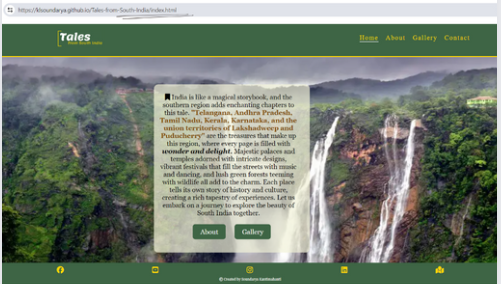 https://kisoundarya.github.io/Tales-from-South-India/index.html
Tales
from South India
Home About Gallery Contact
India is like a magical storybook, and the
southern region adds enchanting chapters to
this tale. "Telangana, Andhra Pradesh,
Tamil Nadu, Kerala, Karnataka, and the
union territories of Lakshadweep and
Puducherry" are the treasures that make up
this region, where every page is filled with
wonder and delight. Majestic palaces and
temples adorned with intricate designs,
vibrant festivals that fill the streets with music
and dancing, and lush green forests teeming
with wildlife all add to the charm. Each place
tells its own story of history and culture,
creating a rich tapestry of experiences. Let us
embark on a journey to explore the beauty of
South India together.
About Gallery
© Created by Soundarya